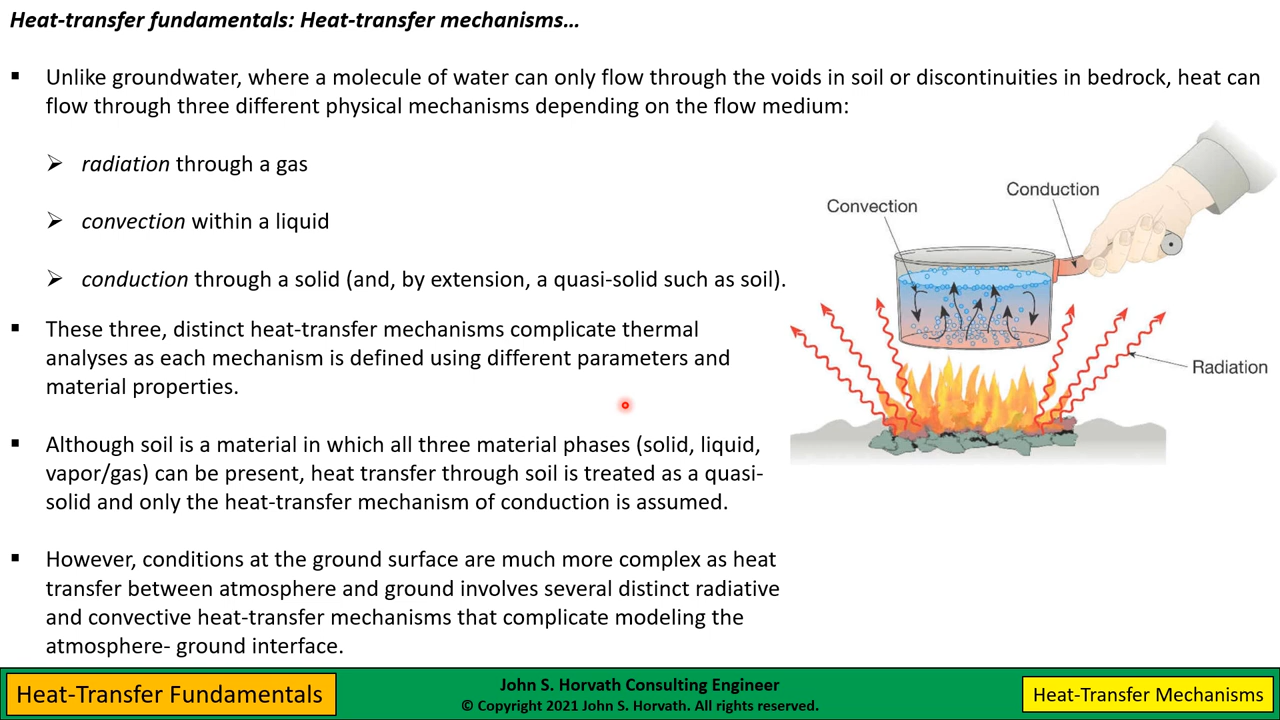 Heat-transfer fundamentals: Heat-transfer mechanisms…
Unlike groundwater, where a molecule of water can only flow through the voids in soil or discontinuities in bedrock, heat can
flow through three different physical mechanisms depending on the flow medium:
radiation through a gas
convection within a liquid
conduction through a solid (and, by extension, a quasi-solid such as soil).
These three, distinct heat-transfer mechanisms complicate thermal
analyses as each mechanism is defined using different parameters and
material properties.
Although soil is a material in which all three material phases (solid, liquid,
vapor/gas) can be present, heat transfer through soil is treated as a quasi-
solid and only the heat-transfer mechanism of conduction is assumed.
However, conditions at the ground surface are much more complex as heat
transfer between atmosphere and ground involves several distinct radiative
and convective heat-transfer mechanisms that complicate modeling the
atmosphere- ground interface.
Conduction
Convection
Radiation
Heat-Transfer Fundamentals
John S. Horvath Consulting Engineer
© Copyright 2021 John S. Horvath. All rights reserved.
Heat-Transfer Mechanisms